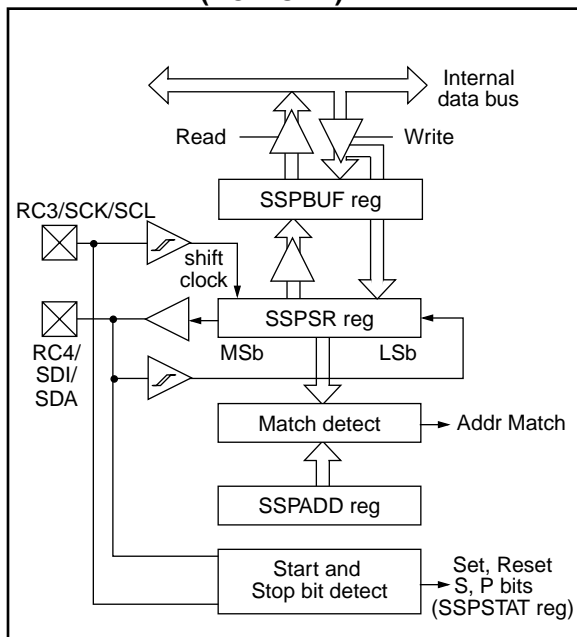 Internal
data bus
Read
Write
SSPBUF reg
RC3/SCK/SCL
shift
clock
SSPSR reg
MSb
LSb
RC4/
SDI/
SDA
Match detect
Addr Match
SSPADD reg
Start and
Stop bit detect
Set, Reset
S, P bits
(SSPSTAT reg)